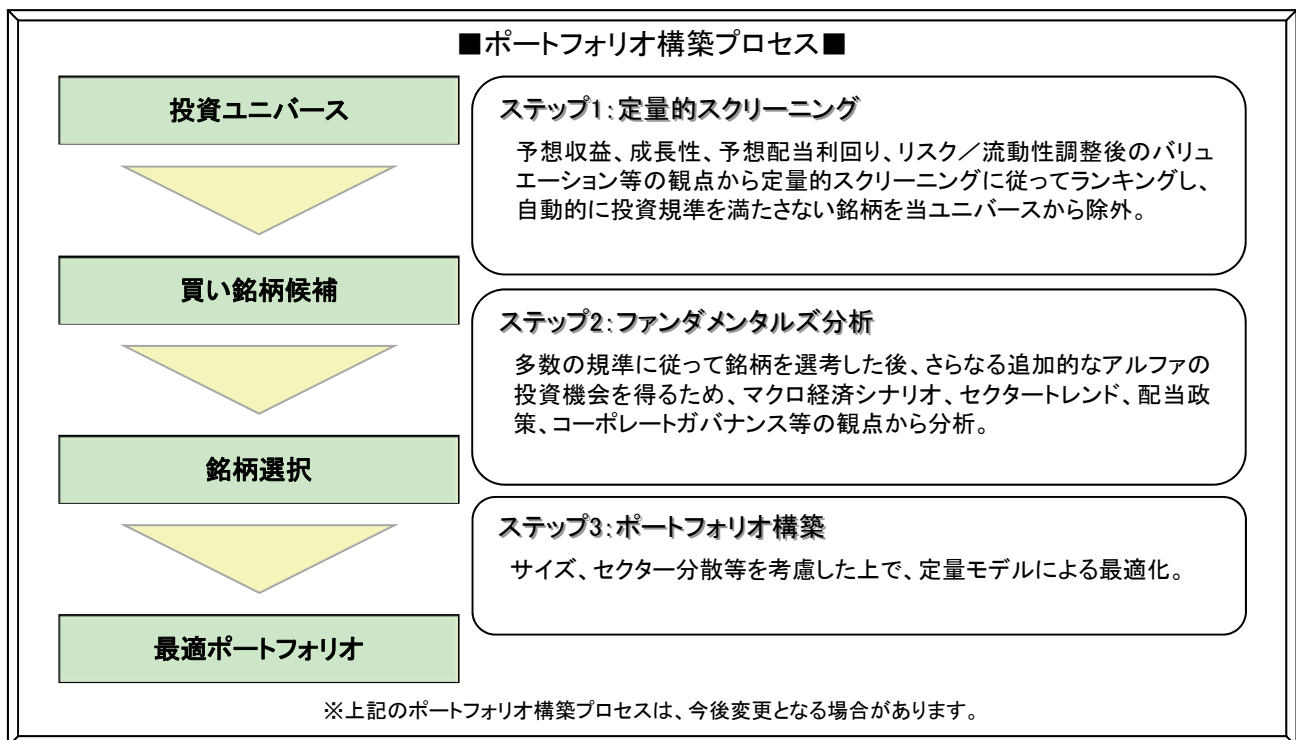 ■ポートフォリオ構築プロセス■
投資ユニバース
ステップ1:定量的スクリーニング
予想収益、成長性、予想配当利回り、リスク/流動性調整後のバリュ
エーション等の観点から定量的スクリーニングに従ってランキングし、
自動的に投資規準を満たさない銘柄を当ユニバースから除外。
買い銘柄候補
ステップ2:ファンダメンタルズ分析
多数の規準に従って銘柄を選考した後、さらなる追加的なアルファの
投資機会を得るため、マクロ経済シナリオ、セクタートレンド、配当政
策、コーポレートガバナンス等の観点から分析。
銘柄選択
ステップ3:ポートフォリオ構築
サイズ、セクター分散等を考慮した上で、定量モデルによる最適化。
最適ポートフォリオ
※上記のポートフォリオ構築プロセスは、今後変更となる場合があります。